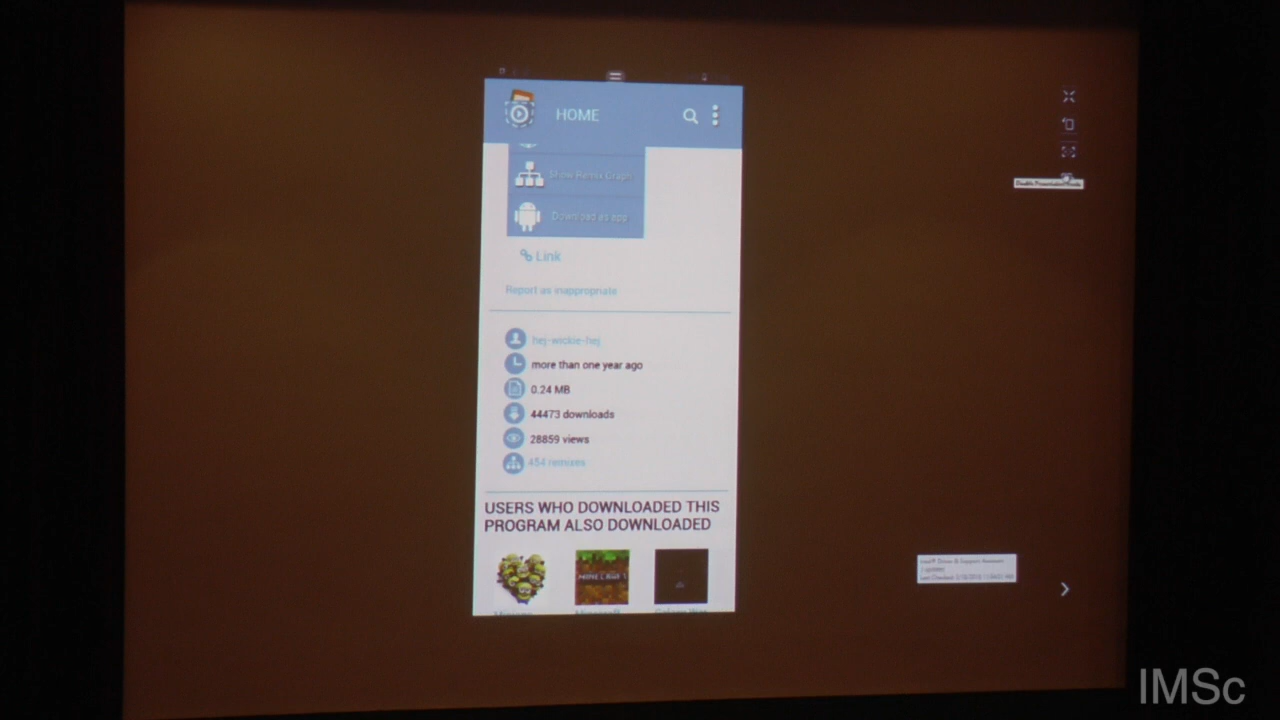 HOME
Show Remix Graph
Download as app
Link
Report as inappropriate
hej-wickie-hej
more than one year ago
0.24 MB
44473 downloads
28859 views
454 remixes
USERS WHO DOWNLOADED THIS
PROGRAM ALSO DOWNLOADED
Minecraft
IMSc